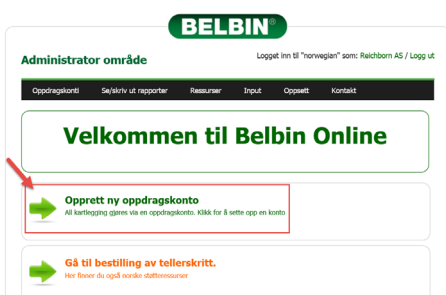 BELBIN®
Administrator område
Logget inn til "norwegian" som: Reichborn AS / Logg ut
Oppdragskonti Se/skriv ut rapporter Ressurser Input Oppsett Kontakt
Velkommen til Belbin Online
Opprett ny oppdragskonto
All kartlegging gjøres via en oppdragskonto. Klikk for å sette opp en konto
Gå til bestilling av tellerskritt.
Her finner du også norske støtteressurser